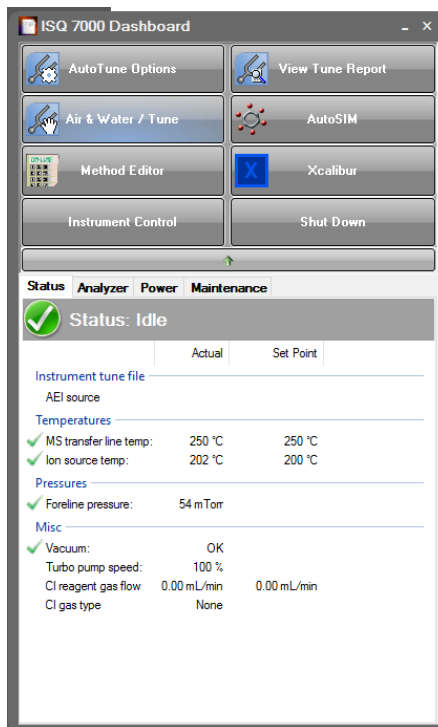 ISQ 7000 Dashboard
AutoTune Options
View Tune Report
Air & Water / Tune
AutoSIM
Method Editor
X
Xcalibur
Instrument Control
Shut Down
Status Analyzer Power Maintenance
Status: Idle
Actual Set Point
Instrument tune file
AEI source
Temperatures
MS transfer line temp: 250 °C 250 °C
Ion source temp: 202 °C 200 °C
Pressures
Foreline pressure: 54 mTorr
Misc
Vacuum: OK
Turbo pump speed: 100 %
CI reagent gas flow 0.00 mL/min 0.00 mL/min
CI gas type None